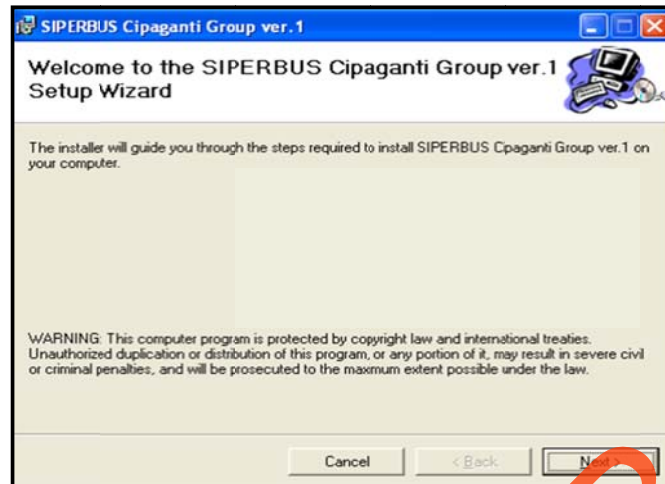 SIPERBUS Cipaganti Group ver.1
Welcome to the SIPERBUS Cipaganti Group ver.1
Setup Wizard
The installer will guide you through the steps required to install SIPERBUS Cipaganti Group ver.1 on
your computer.
WARNING: This computer program is protected by copyright law and international treaties.
Unauthorized duplication or distribution of this program, or any portion of it, may result in severe civil
or criminal penalties, and will be prosecuted to the maximum extent possible under the law.
Cancel
< Back
Next >